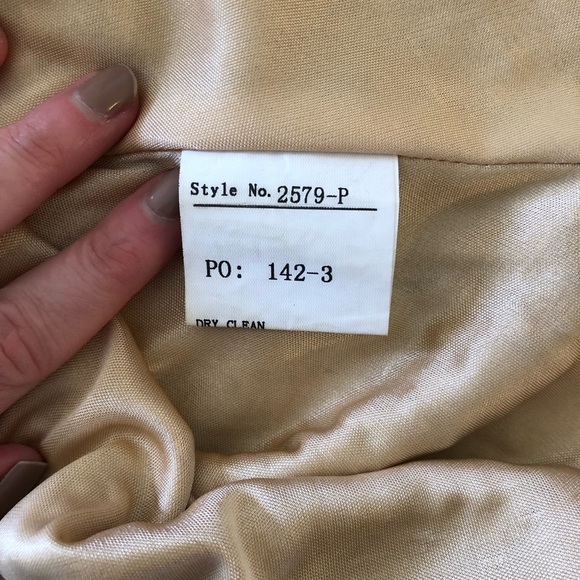 Style No. 2579-P
PO: 142-3
DRY CLEAN